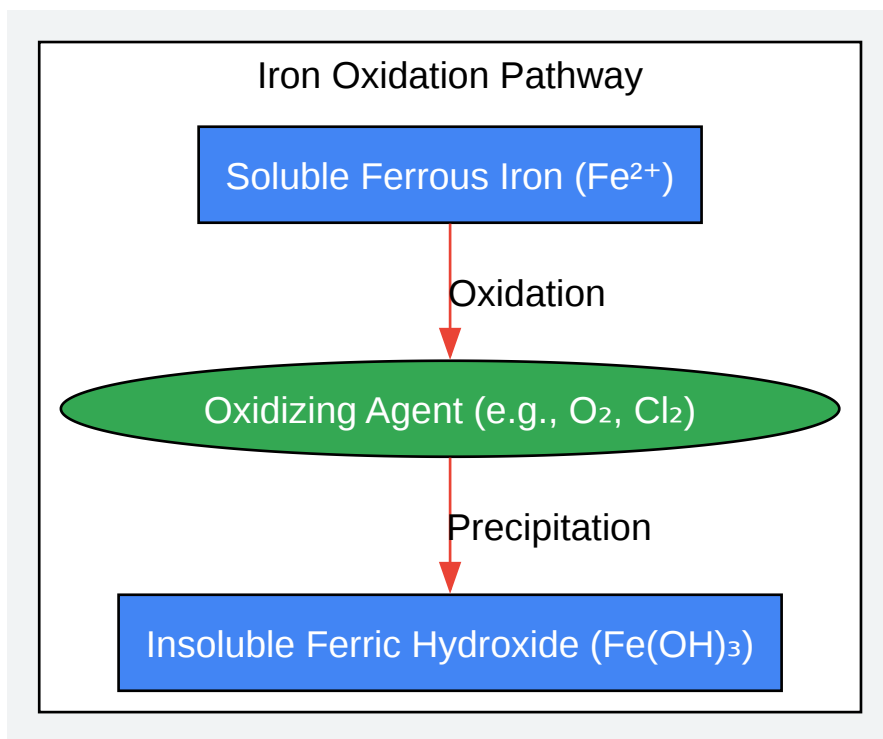 Iron Oxidation Pathway
Soluble Ferrous Iron (Fe²⁺)
Oxidation
Oxidizing Agent (e.g., O₂, Cl₂)
Precipitation
Insoluble Ferric Hydroxide (Fe(OH)₃)